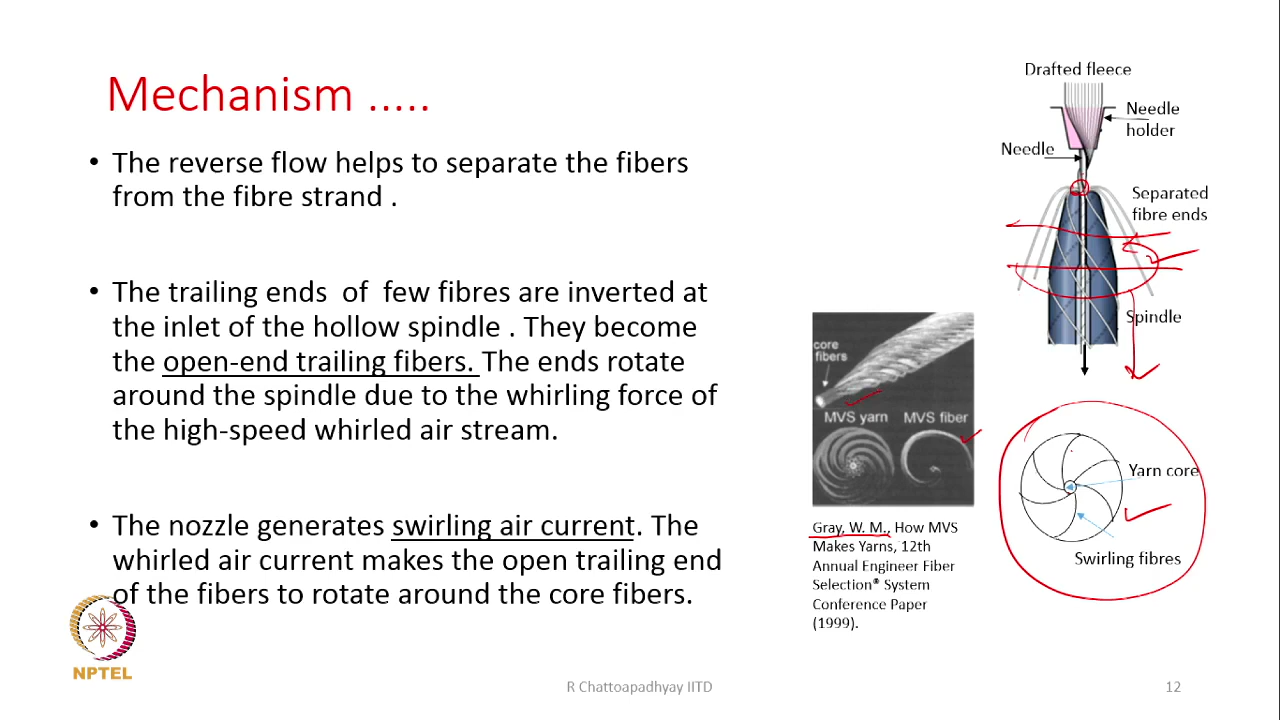 Mechanism .....
• The reverse flow helps to separate the fibers
from the fibre strand .
• The trailing ends of few fibres are inverted at
the inlet of the hollow spindle . They become
the open-end trailing fibers. The ends rotate
around the spindle due to the whirling force of
the high-speed whirled air stream.
• The nozzle generates swirling air current. The
whirled air current makes the open trailing end
of the fibers to rotate around the core fibers.
Drafted fleece
Needle
holder
Needle
Separated
fibre ends
Spindle
core
fibers
MVS yarn
MVS fiber
Yarn core
Swirling fibres
Gray, W. M., How MVS
Makes Yarns, 12th
Annual Engineer Fiber
Selection® System
Conference Paper
(1999).
NPTEL
R Chattoapadhyay IITD
12